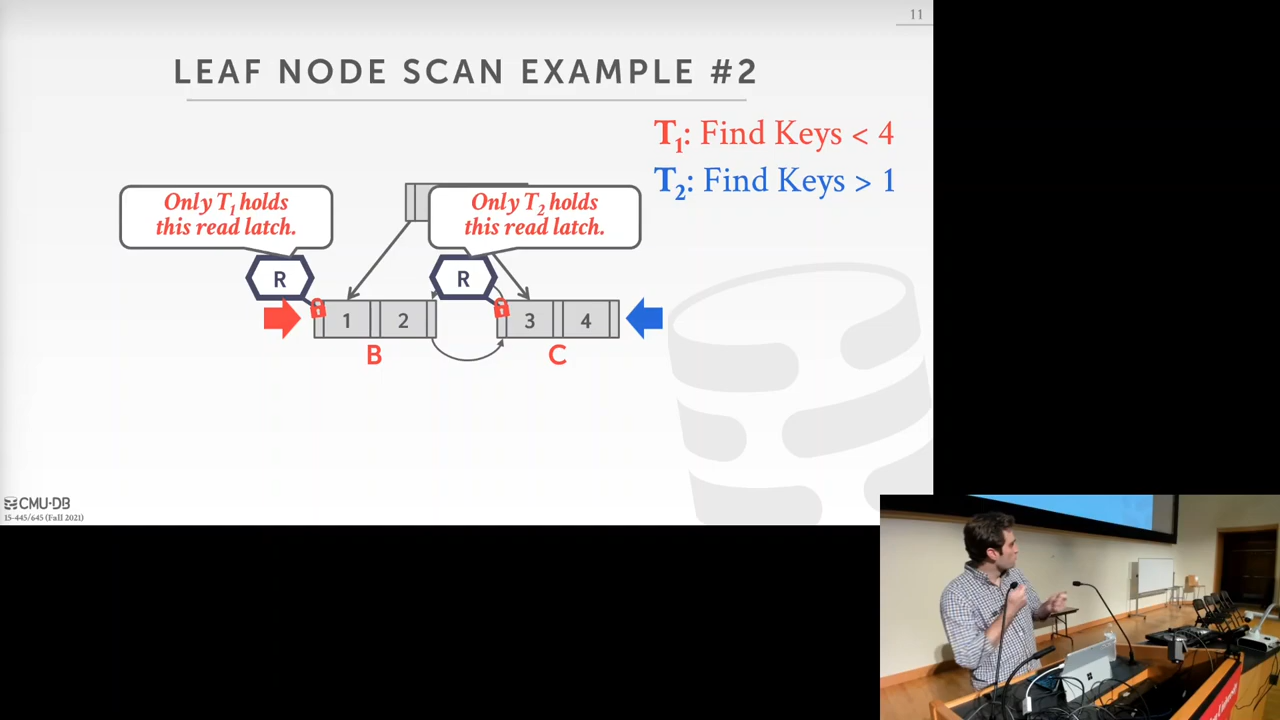 11
LEAF NODE SCAN EXAMPLE #2
T1: Find Keys < 4
T2: Find Keys > 1
Only T1 holds
this read latch.
Only T2 holds
this read latch.
R
R
1 2
3 4
B
C
CMU·DB
15-445/645 (Fall 2021)